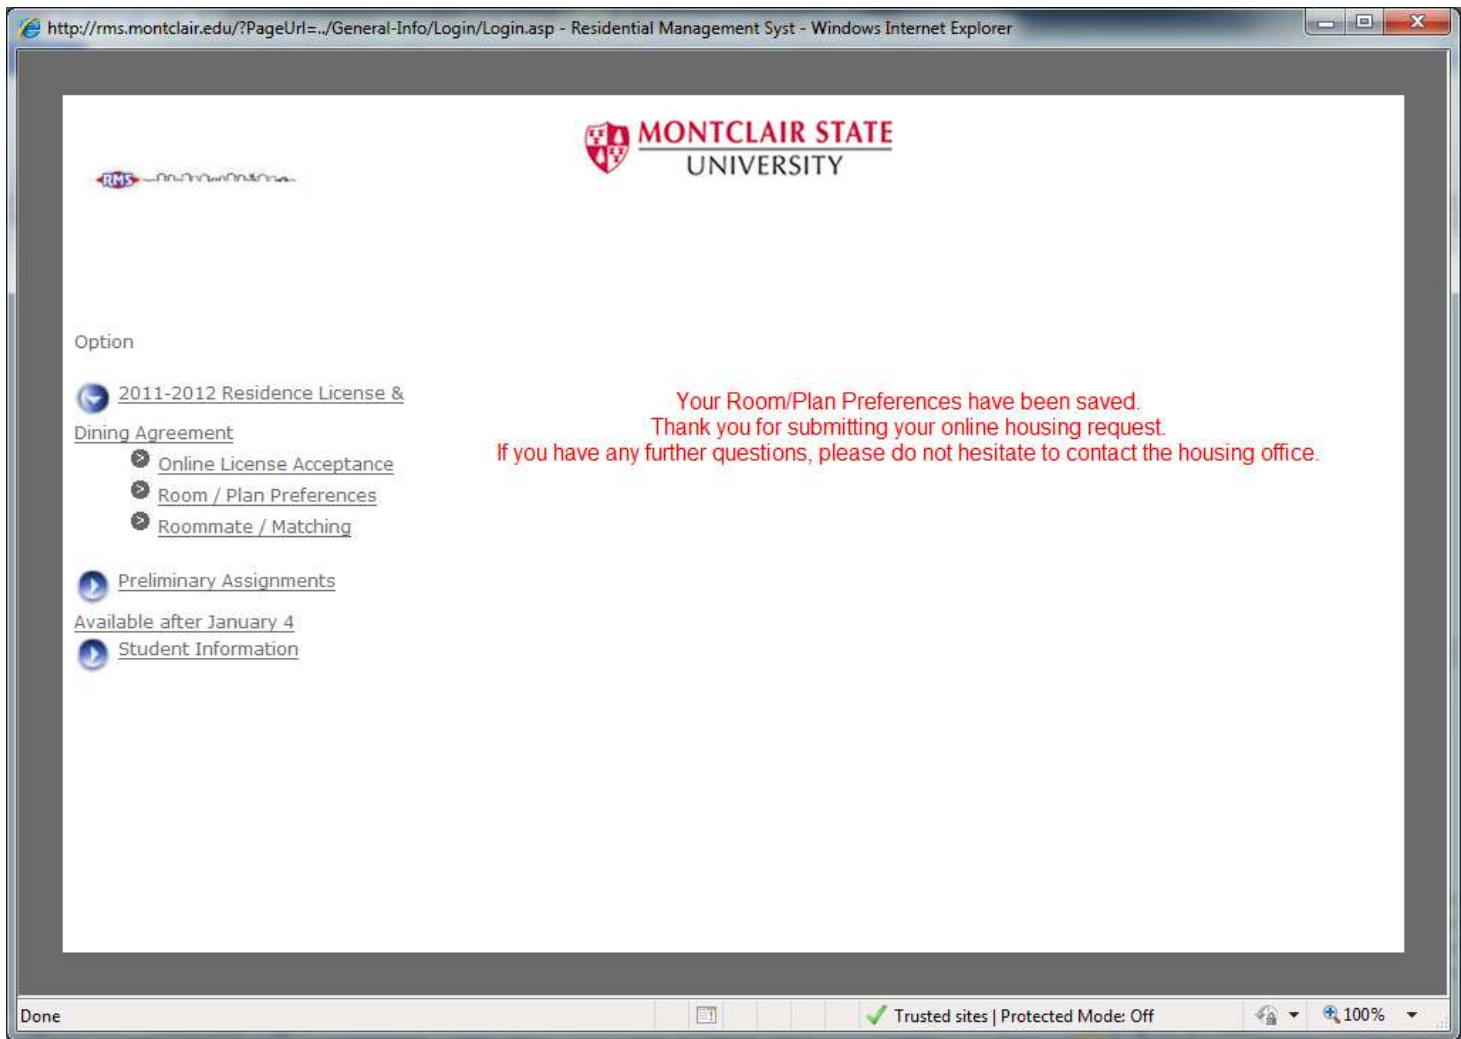 http://rms.montclair.edu/?PageUrl=../General-Info/Login/Login.asp - Residential Management Syst - Windows Internet Explorer
MONTCLAIR STATE
UNIVERSITY
RMS
Option
2011-2012 Residence License &
Dining Agreement
Online License Acceptance
Room / Plan Preferences
Roommate / Matching
Preliminary Assignments
Available after January 4
Student Information
Your Room/Plan Preferences have been saved.
Thank you for submitting your online housing request.
If you have any further questions, please do not hesitate to contact the housing office.
Done
Trusted sites | Protected Mode: Off
100%